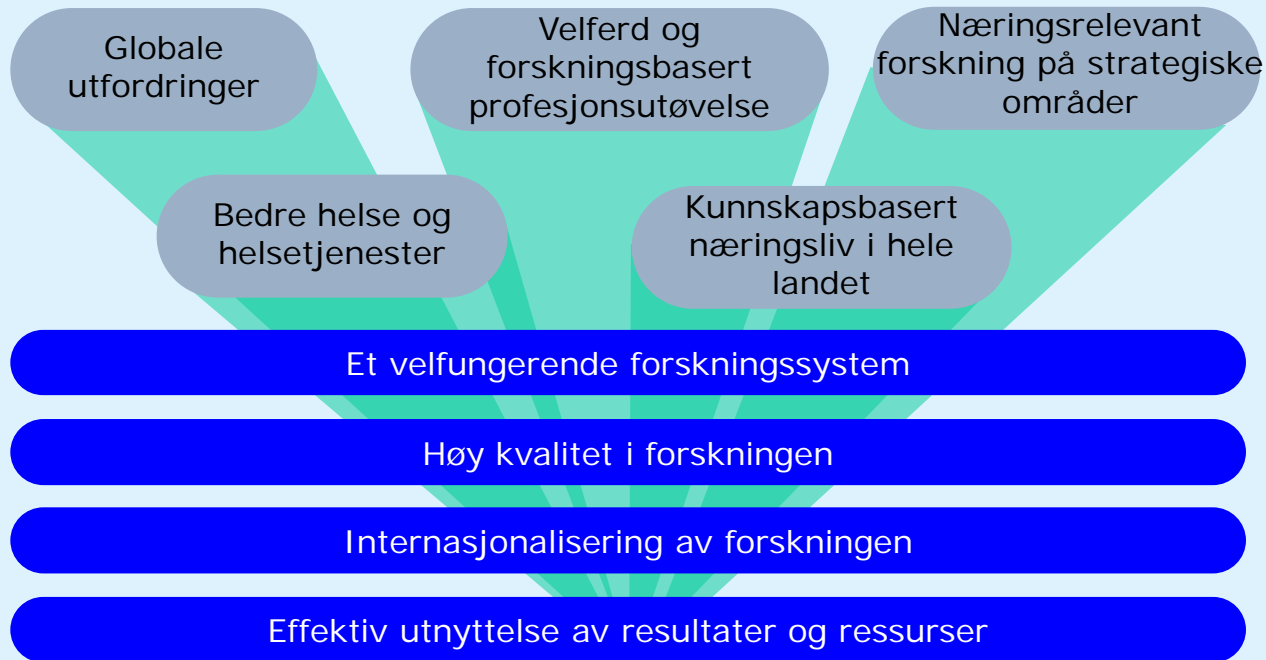 Globale
utfordringer
Velferd og
forskningsbasert
profesjonsutøvelse
Næringsrelevant
forskning på strategiske
områder
Bedre helse og
helsetjenester
Kunnskapsbasert
næringsliv i hele
landet
Et velfungerende forskningssystem
Høy kvalitet i forskningen
Internasjonalisering av forskningen
Effektiv utnyttelse av resultater og ressurser